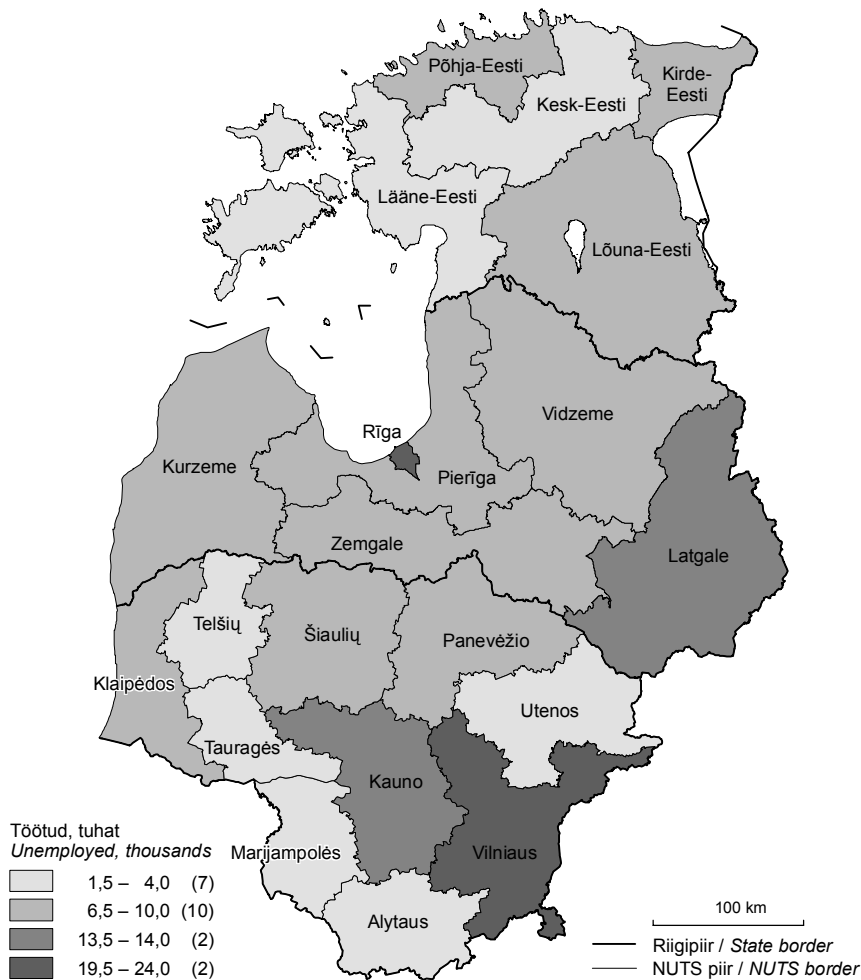 Põhja-Eesti
Kirde-
Eesti
Kesk-Eesti
Lääne-Eesti
Lõuna-Eesti
Vidzeme
Rīga
Kurzeme
Pierīga
Zemgale
Latgale
Telšių
Šiaulių
Panevėžio
Klaipėdos
Utenos
Tauragės
Kauno
Marijampolės
Vilniaus
Alytaus
Töötud, tuhat
Unemployed, thousands
1,5 – 4,0 (7)
6,5 – 10,0 (10)
13,5 – 14,0 (2)
19,5 – 24,0 (2)
100 km
Riigipiir / State border
NUTS piir / NUTS border